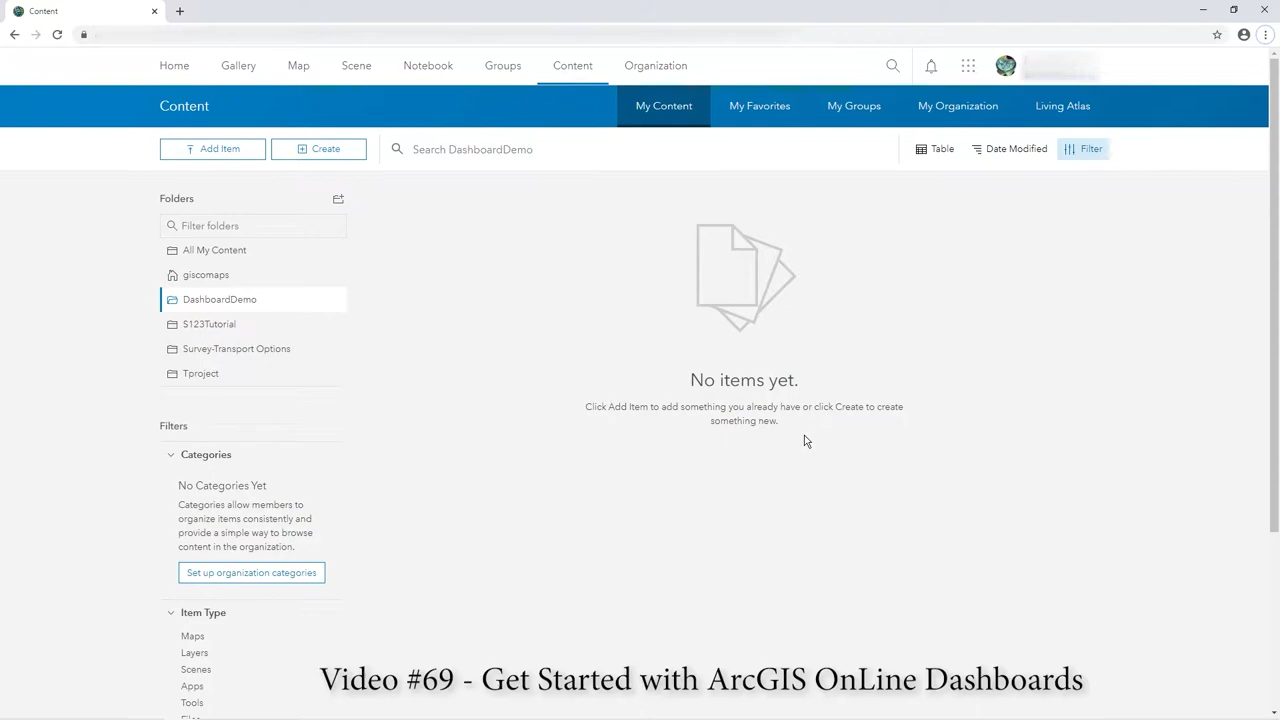 Content
Home Gallery Map Scene Notebook Groups Content Organization
Content
My Content My Favorites My Groups My Organization Living Atlas
Add Item Create Search DashboardDemo Table Date Modified Filter
Folders
Filter folders
All My Content
giscomaps
DashboardDemo
S123Tutorial
Survey-Transport Options
Tproject
No items yet.
Click Add Item to add something you already have or click Create to create
something new.
Filters
Categories
No Categories Yet
Categories allow members to
organize items consistently and
provide a simple way to browse
content in the organization.
Set up organization categories
Item Type
Maps
Layers
Scenes
Apps
Tools
Video #69 - Get Started with ArcGIS OnLine Dashboards